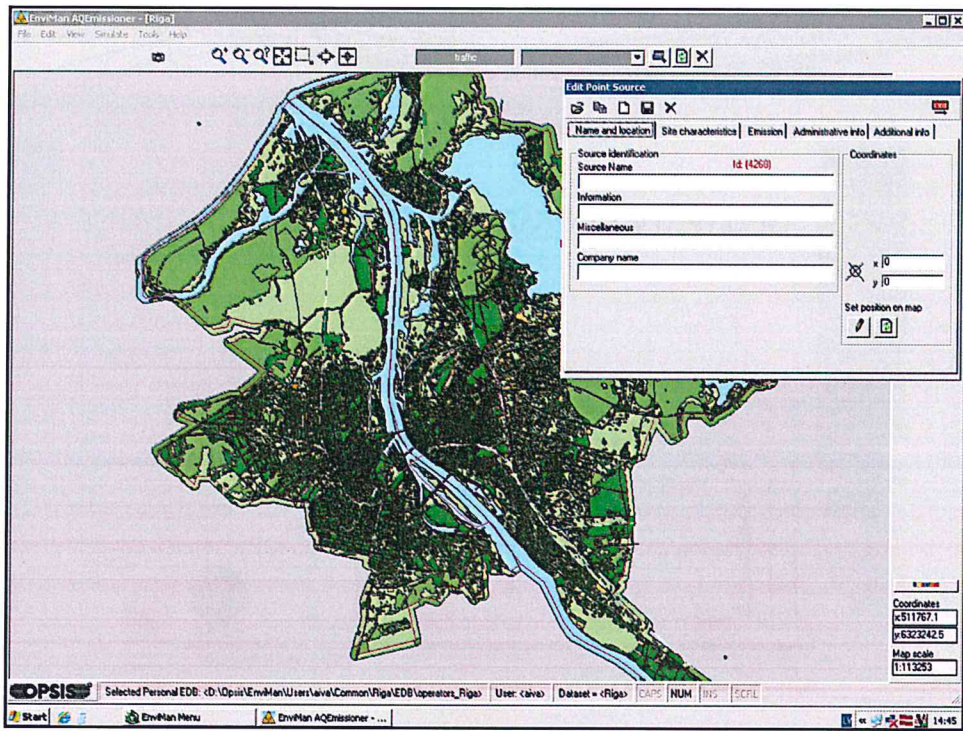 EnviMan AQEmissioner - [Riga]
File Edit View Simulate Tools Help
traffic
Edit Point Source
Name and location Site characteristics Emission Administrative info Additional info
Source identification
Source Name
Id: (4260)
Information
Miscellaneous
Company name
Coordinates
x 0
y 0
Set position on map
Coordinates
x:511767.1
y:6323242.5
Map scale
1:113253
OPSIS Selected Personal EDB: <D:\Opsis\EnviMan\Users\aiva\Common\Riga\EDB\operators_Riga> User: <aiva> Dataset = <Riga> CAPS NUM INS SCRL
Start EnviMan Menu EnviMan AQEmissioner - ... 14:45